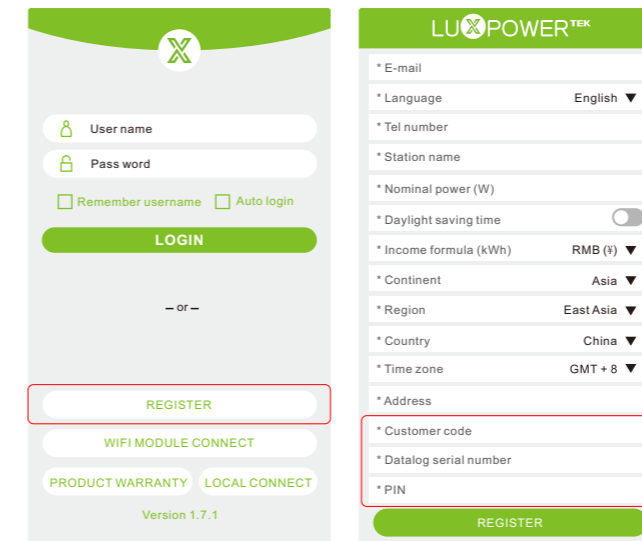 User name
Pass word
Remember username Auto login
LOGIN
– or –
REGISTER
WIFI MODULE CONNECT
PRODUCT WARRANTY LOCAL CONNECT
Version 1.7.1
LUXPOWERTEK
* E-mail
* Language English ▼
* Tel number
* Station name
* Nominal power (W)
* Daylight saving time
* Income formula (kWh) RMB (¥) ▼
* Continent Asia ▼
* Region East Asia ▼
* Country China ▼
* Time zone GMT + 8 ▼
* Address
* Customer code
* Datalog serial number
* PIN
REGISTER